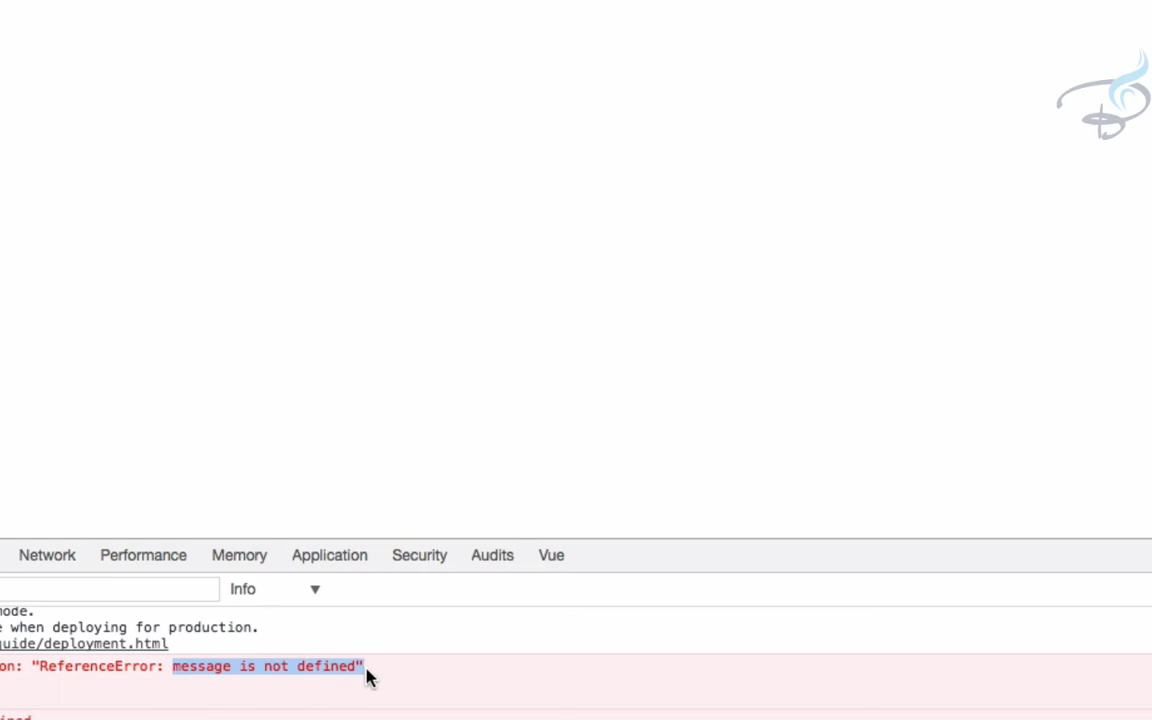 Network Performance Memory Application Security Audits Vue
Info
mode.
when deploying for production.
guide/deployment.html
on: "ReferenceError: message is not defined"